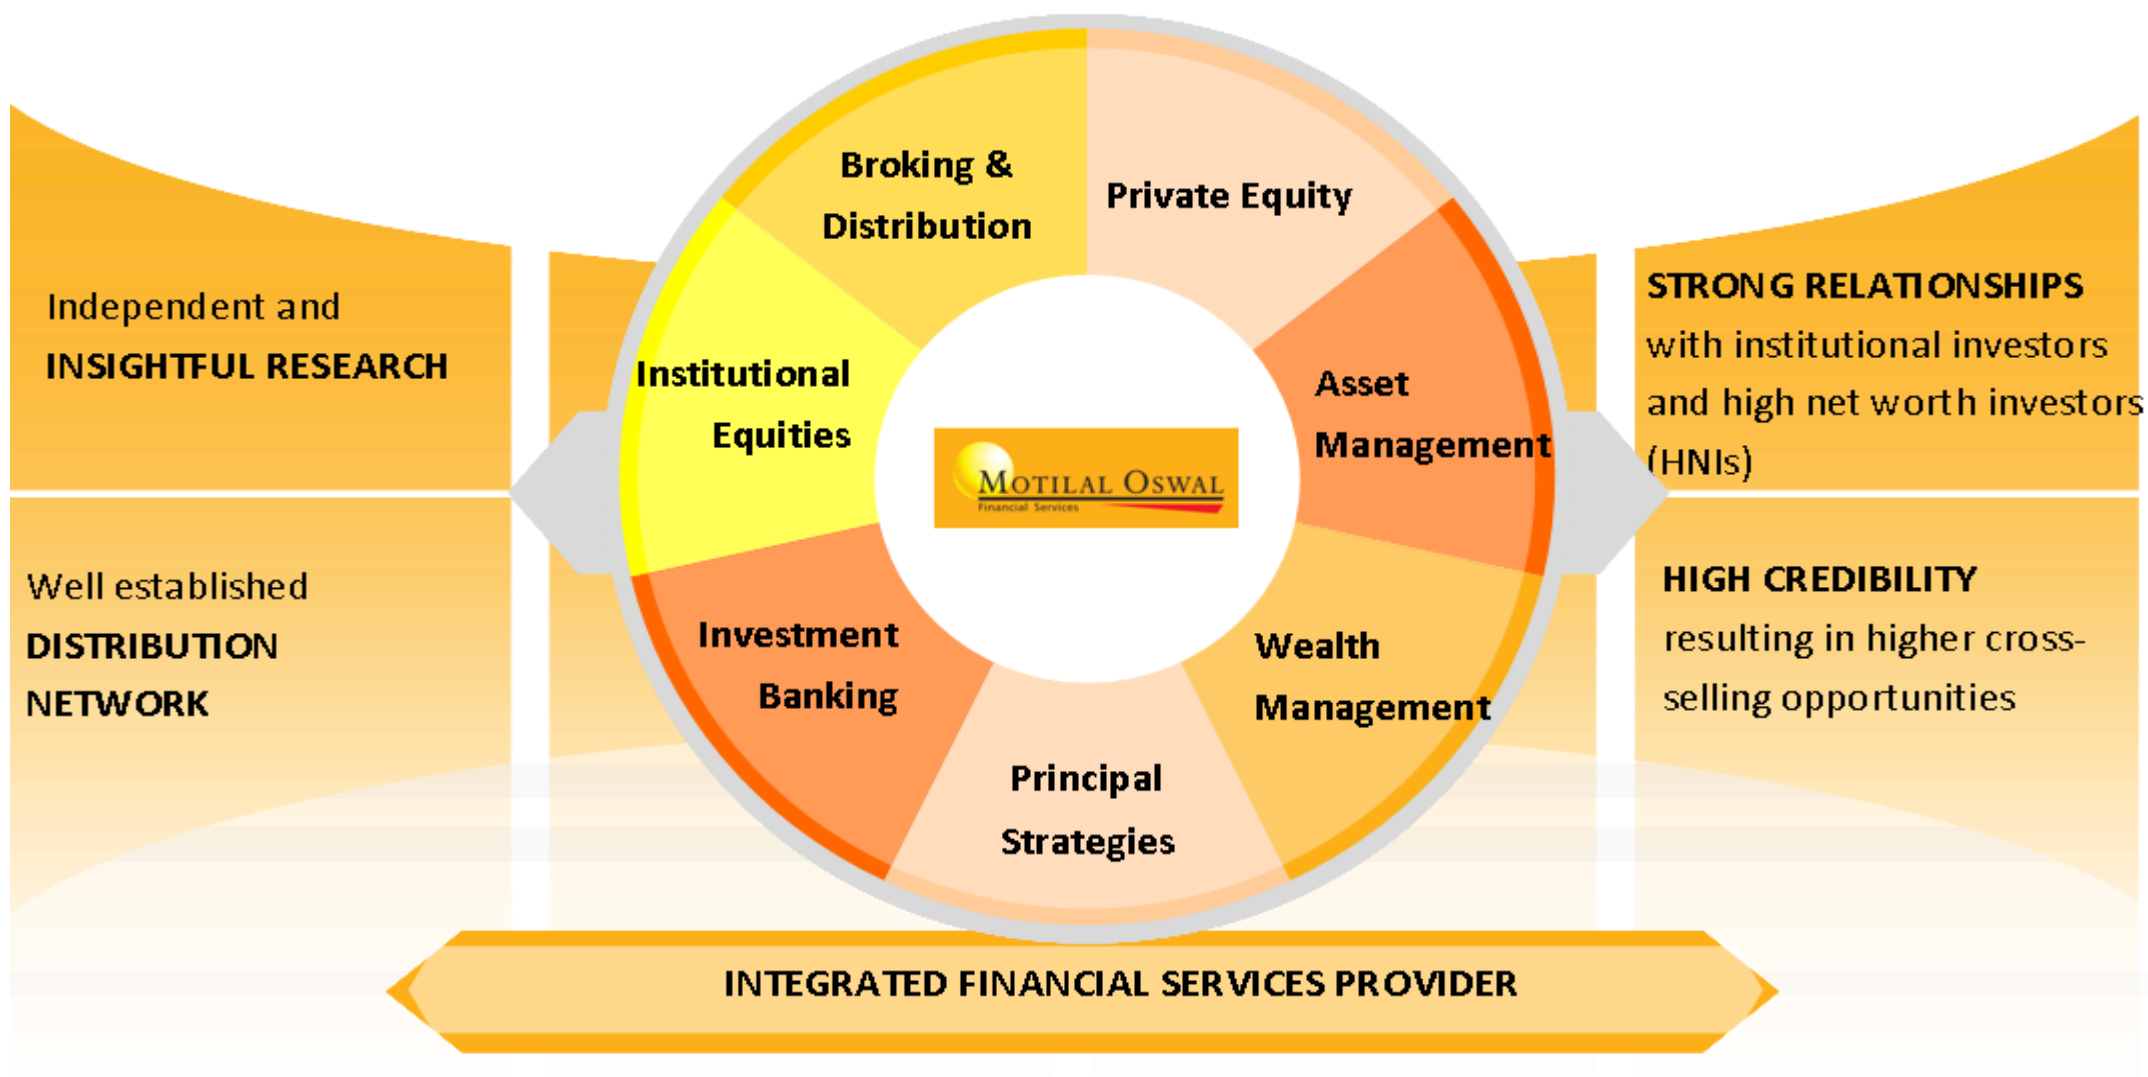 Broking &
Distribution
Private Equity
Independent and
INSIGHTFUL RESEARCH
STRONG RELATIONSHIPS
with institutional investors
and high net worth investors
(HNIs)
Institutional
Equities
Asset
Management
MOTILAL OSWAL
Financial Services
Well established
DISTRIBUTION
NETWORK
HIGH CREDIBILITY
resulting in higher cross-
selling opportunities
Investment
Banking
Wealth
Management
Principal
Strategies
INTEGRATED FINANCIAL SERVICES PROVIDER